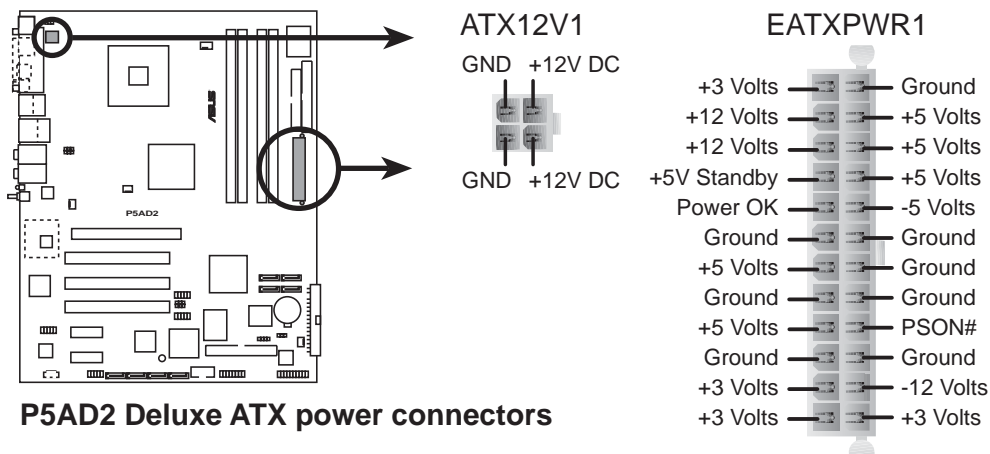 ATX12V1
GND +12V DC
GND +12V DC
EATXPWR1
+3 Volts Ground
+12 Volts +5 Volts
+12 Volts +5 Volts
+5V Standby +5 Volts
Power OK -5 Volts
Ground Ground
+5 Volts Ground
Ground Ground
+5 Volts PSON#
Ground Ground
+3 Volts -12 Volts
+3 Volts +3 Volts
ASUS
P5AD2
P5AD2 Deluxe ATX power connectors